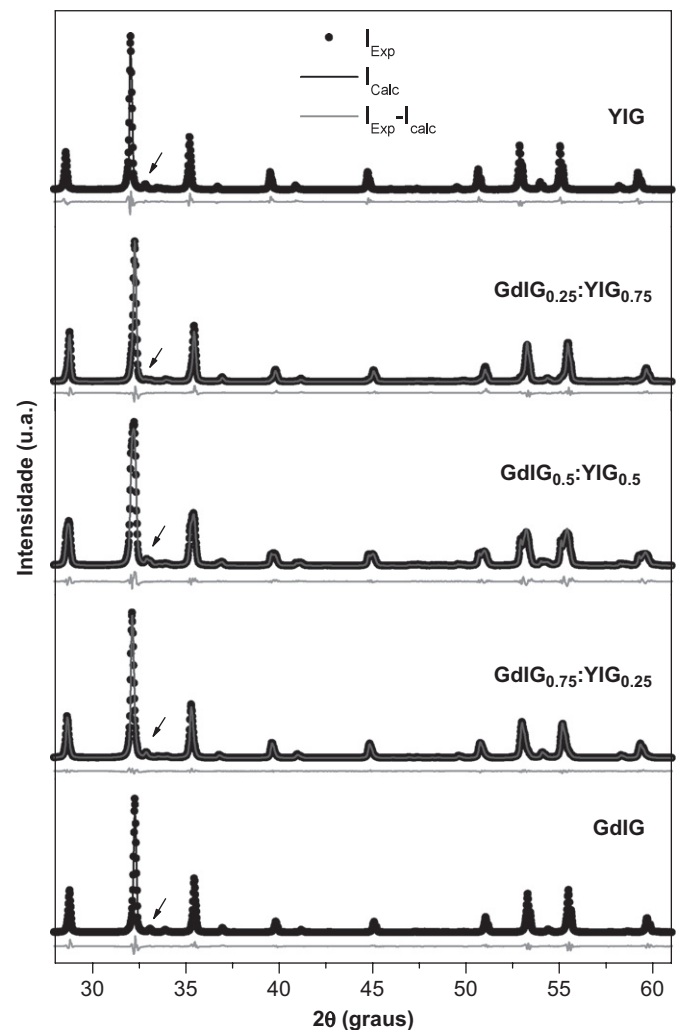 I_Exp
I_Calc
I_Exp-I_calc
YIG
GdIG_0.25:YIG_0.75
GdIG_0.5:YIG_0.5
GdIG_0.75:YIG_0.25
GdIG
Intensidade (u.a.)
30 35 40 45 50 55 60
2θ (graus)